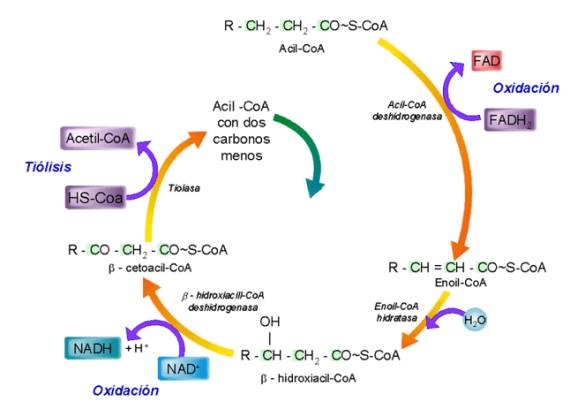 R - CH₂ - CH₂ - CO~S-CoA
Acil-CoA
FAD
Oxidación
Acil-CoA
deshidrogenasa
FADH₂
Acil -CoA
con dos
carbonos
menos
Acetil-CoA
Tiólisis
HS-Coa
Tiolasa
R - CO - CH₂ - CO~S-CoA
β - cetoacil-CoA
R - CH = CH - CO~S-CoA
Enoil-CoA
β - hidroxiacill-CoA
deshidrogenasa
Enoil-CoA
hidratasa
H₂O
OH
NADH + H⁺
NAD⁺
R - CH - CH₂ - CO~S-CoA
β - hidroxiacil-CoA
Oxidación